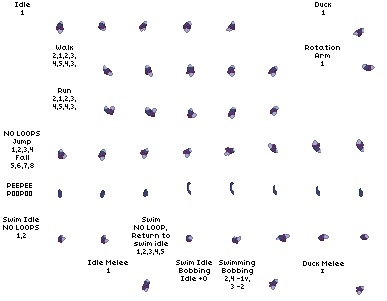 Idle
1
Duck
1
Walk
2,1,2,3,
4,5,4,3,
Rotation
Arm
1
Run
2,1,2,3,
4,5,4,3,
NO LOOPS
Jump
1,2,3,4
Fall
5,6,7,8
PEEPEE
POOPOO
Swim Idle
NO LOOPS
1,2
Swim
NO LOOP,
Return to
swim idle
1,2,3,4,5
Swim Idle
Bobbing
Idle +0
Swimming
Bobbing
2,4 -1v,
3 -2
Idle Melee
1
Duck Melee
1